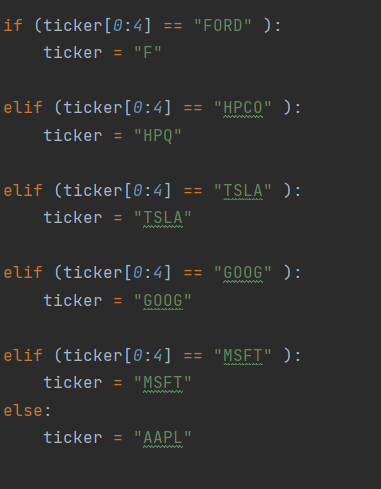 if (ticker[0:4] == "FORD" ):
    ticker = "F"
elif (ticker[0:4] == "HPCO" ):
    ticker = "HPQ"
elif (ticker[0:4] == "TSLA" ):
    ticker = "TSLA"
elif (ticker[0:4] == "GOOG" ):
    ticker = "GOOG"
elif (ticker[0:4] == "MSFT" ):
    ticker = "MSFT"
else:
    ticker = "AAPL"